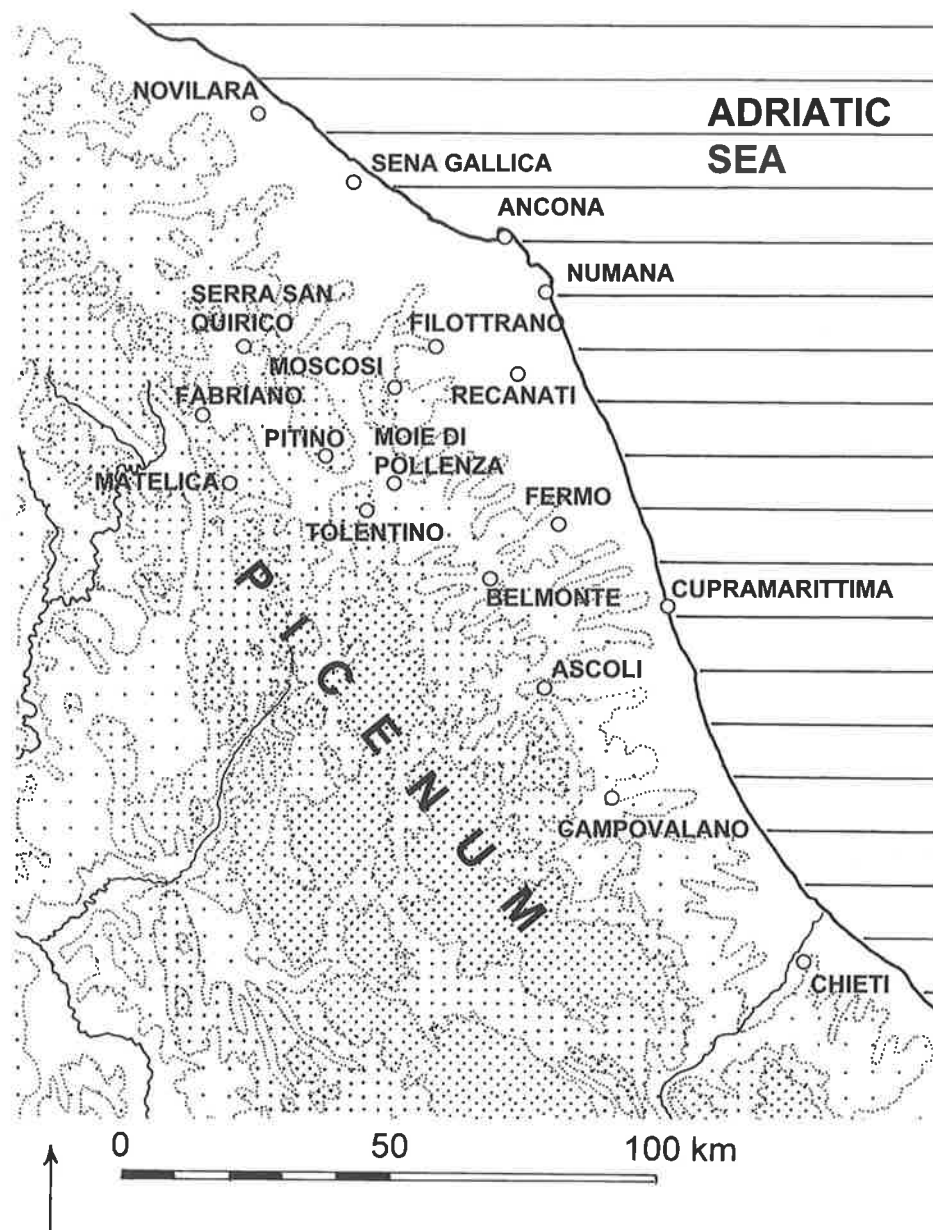 NOVILARA
ADRIATIC
SEA
SENA GALLICA
ANCONA
NUMANA
SERRA SAN
QUIRICO
FILOTTRANO
MOSCOSI
RECANATI
FABRIANO
PITINO
MOIE DI
POLLENZA
MATELICA
FERMO
TOLENTINO
PICENUM
BELMONTE
CUPRAMARITTIMA
ASCOLI
CAMPOVALANO
CHIETI
0 50 100 km